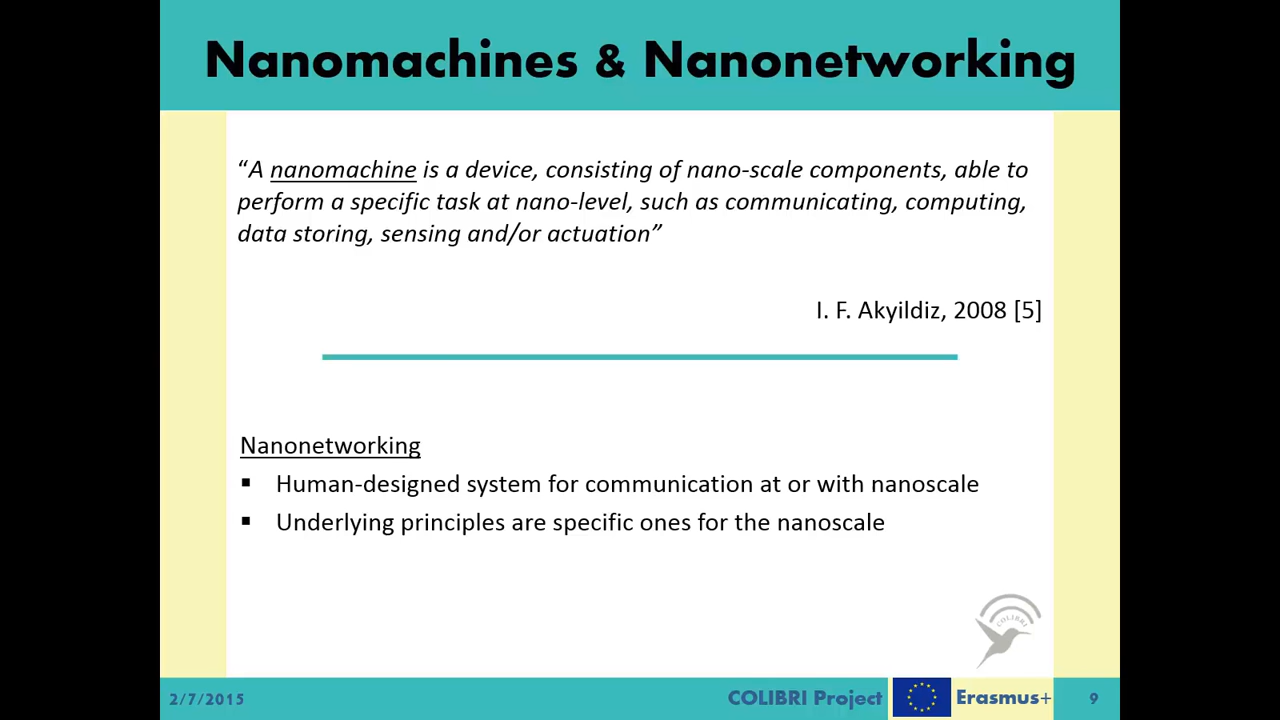 Nanomachines & Nanonetworking
“A nanomachine is a device, consisting of nano-scale components, able to
perform a specific task at nano-level, such as communicating, computing,
data storing, sensing and/or actuation”
I. F. Akyildiz, 2008 [5]
Nanonetworking
▪ Human-designed system for communication at or with nanoscale
▪ Underlying principles are specific ones for the nanoscale
COLIBRI
2/7/2015
COLIBRI Project
Erasmus+
9